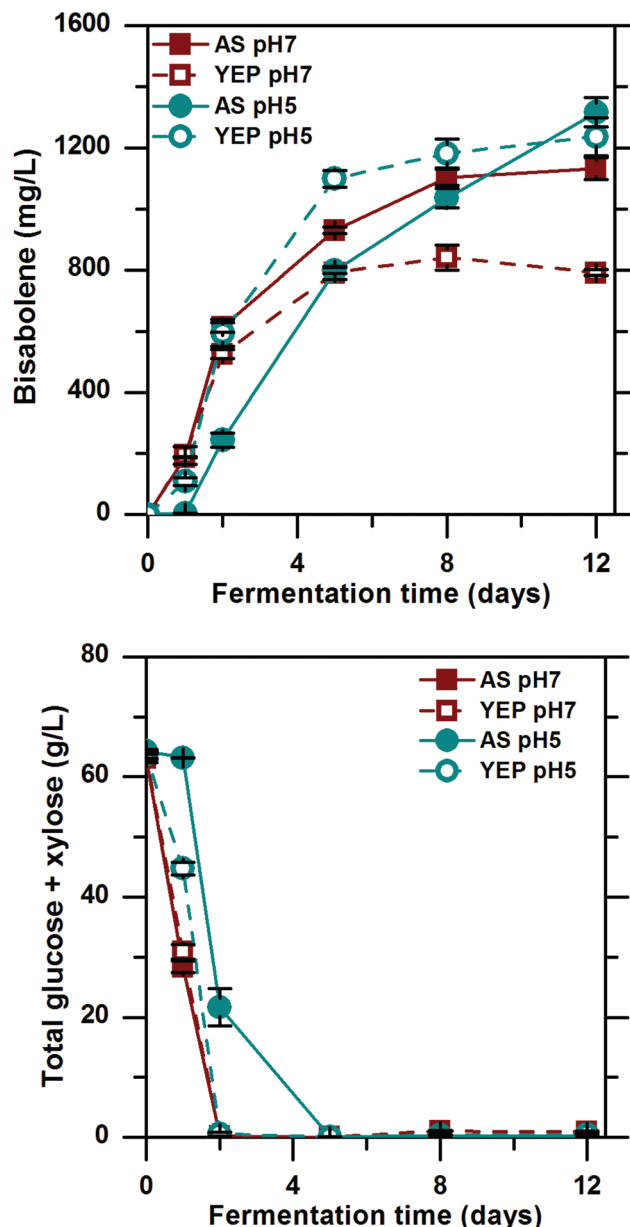 1600
AS pH7
YEP pH7
AS pH5
YEP pH5
1200
800
400
0
Bisabolene (mg/L)
0 4 8 12
Fermentation time (days)
80
AS pH7
YEP pH7
AS pH5
YEP pH5
60
40
20
0
Total glucose + xylose (g/L)
0 4 8 12
Fermentation time (days)